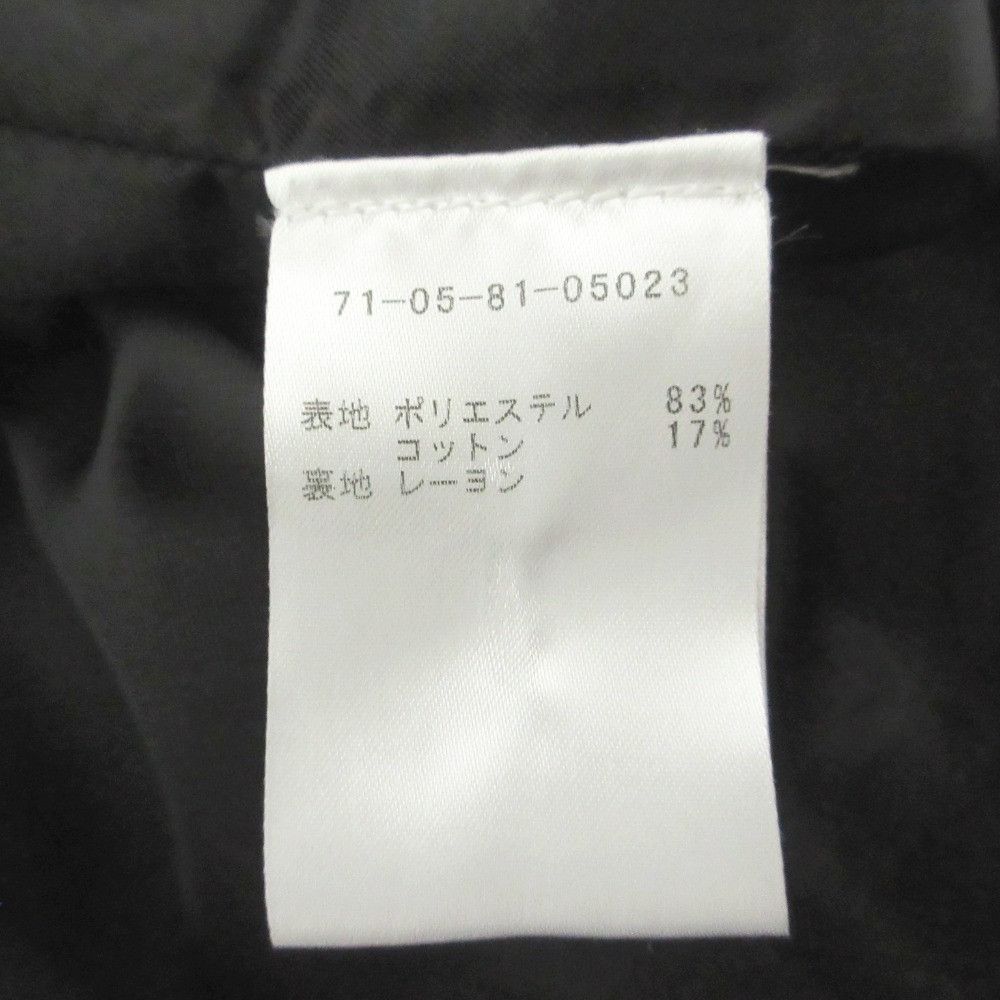 71-05-81-05023
表地 ポリエステル 83%
コットン 17%
裏地 レーヨン